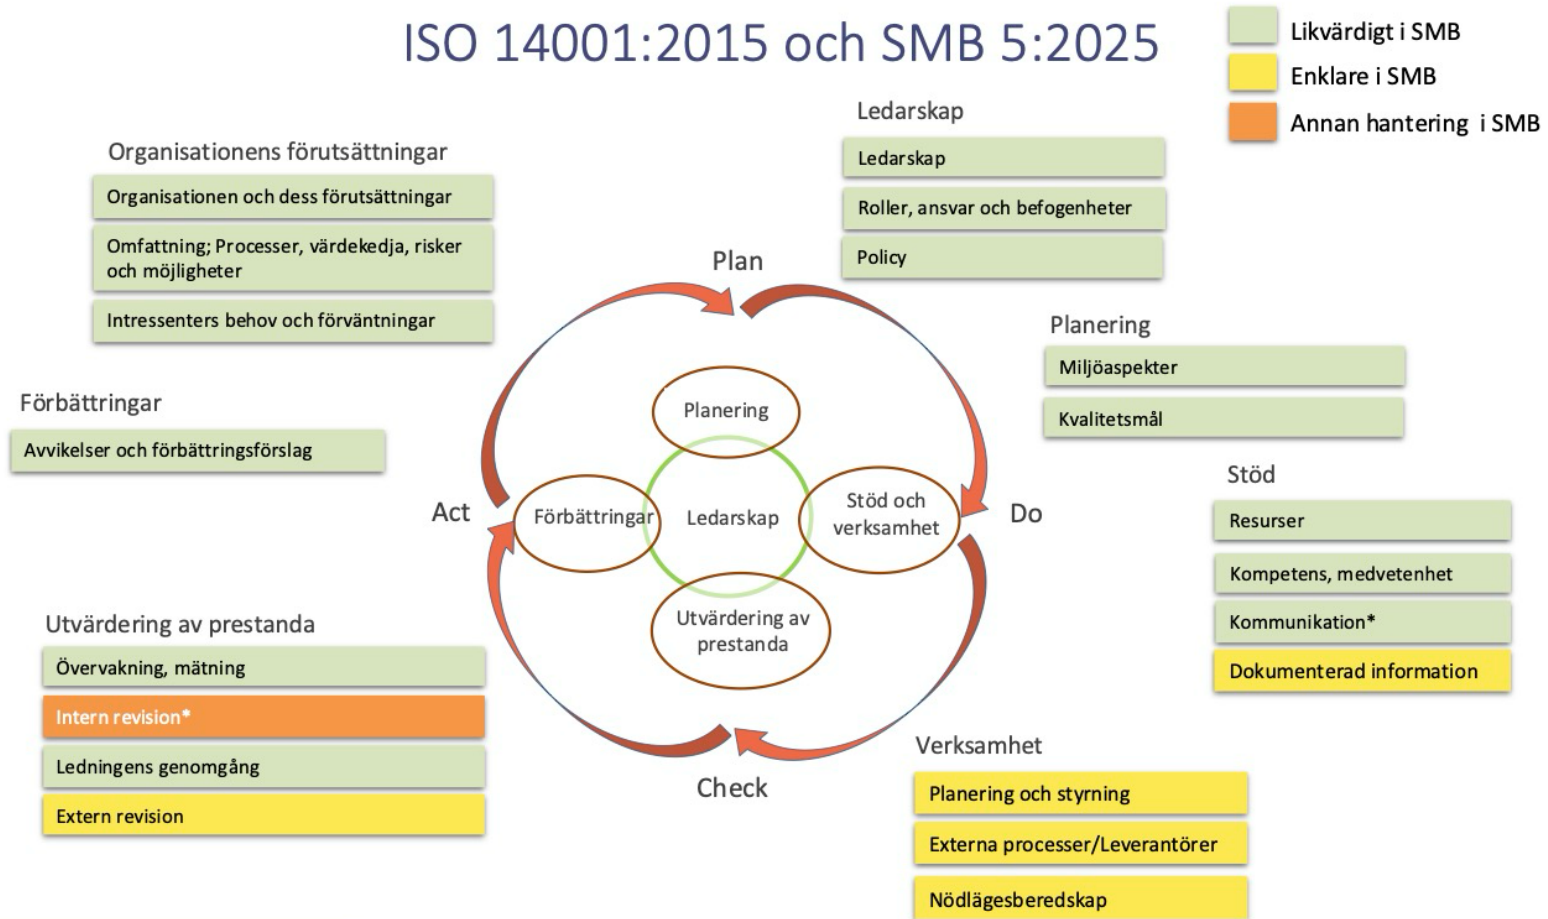 ISO 14001:2015 och SMB 5:2025
Likvärdigt i SMB
Enklare i SMB
Annan hantering i SMB
Organisationens förutsättningar
Organisationen och dess förutsättningar
Omfattning; Processer, värdekedja, risker
och möjligheter
Intressenters behov och förväntningar
Ledarskap
Ledarskap
Roller, ansvar och befogenheter
Policy
Plan
Planering
Miljöaspekter
Kvalitetsmål
Förbättringar
Avvikelser och förbättringsförslag
Planering
Act
Förbättringar
Ledarskap
Stöd och
verksamhet
Do
Utvärdering av
prestanda
Check
Stöd
Resurser
Kompetens, medvetenhet
Kommunikation*
Dokumenterad information
Utvärdering av prestanda
Övervakning, mätning
Intern revision*
Ledningens genomgång
Extern revision
Verksamhet
Planering och styrning
Externa processer/Leverantörer
Nödlägesberedskap